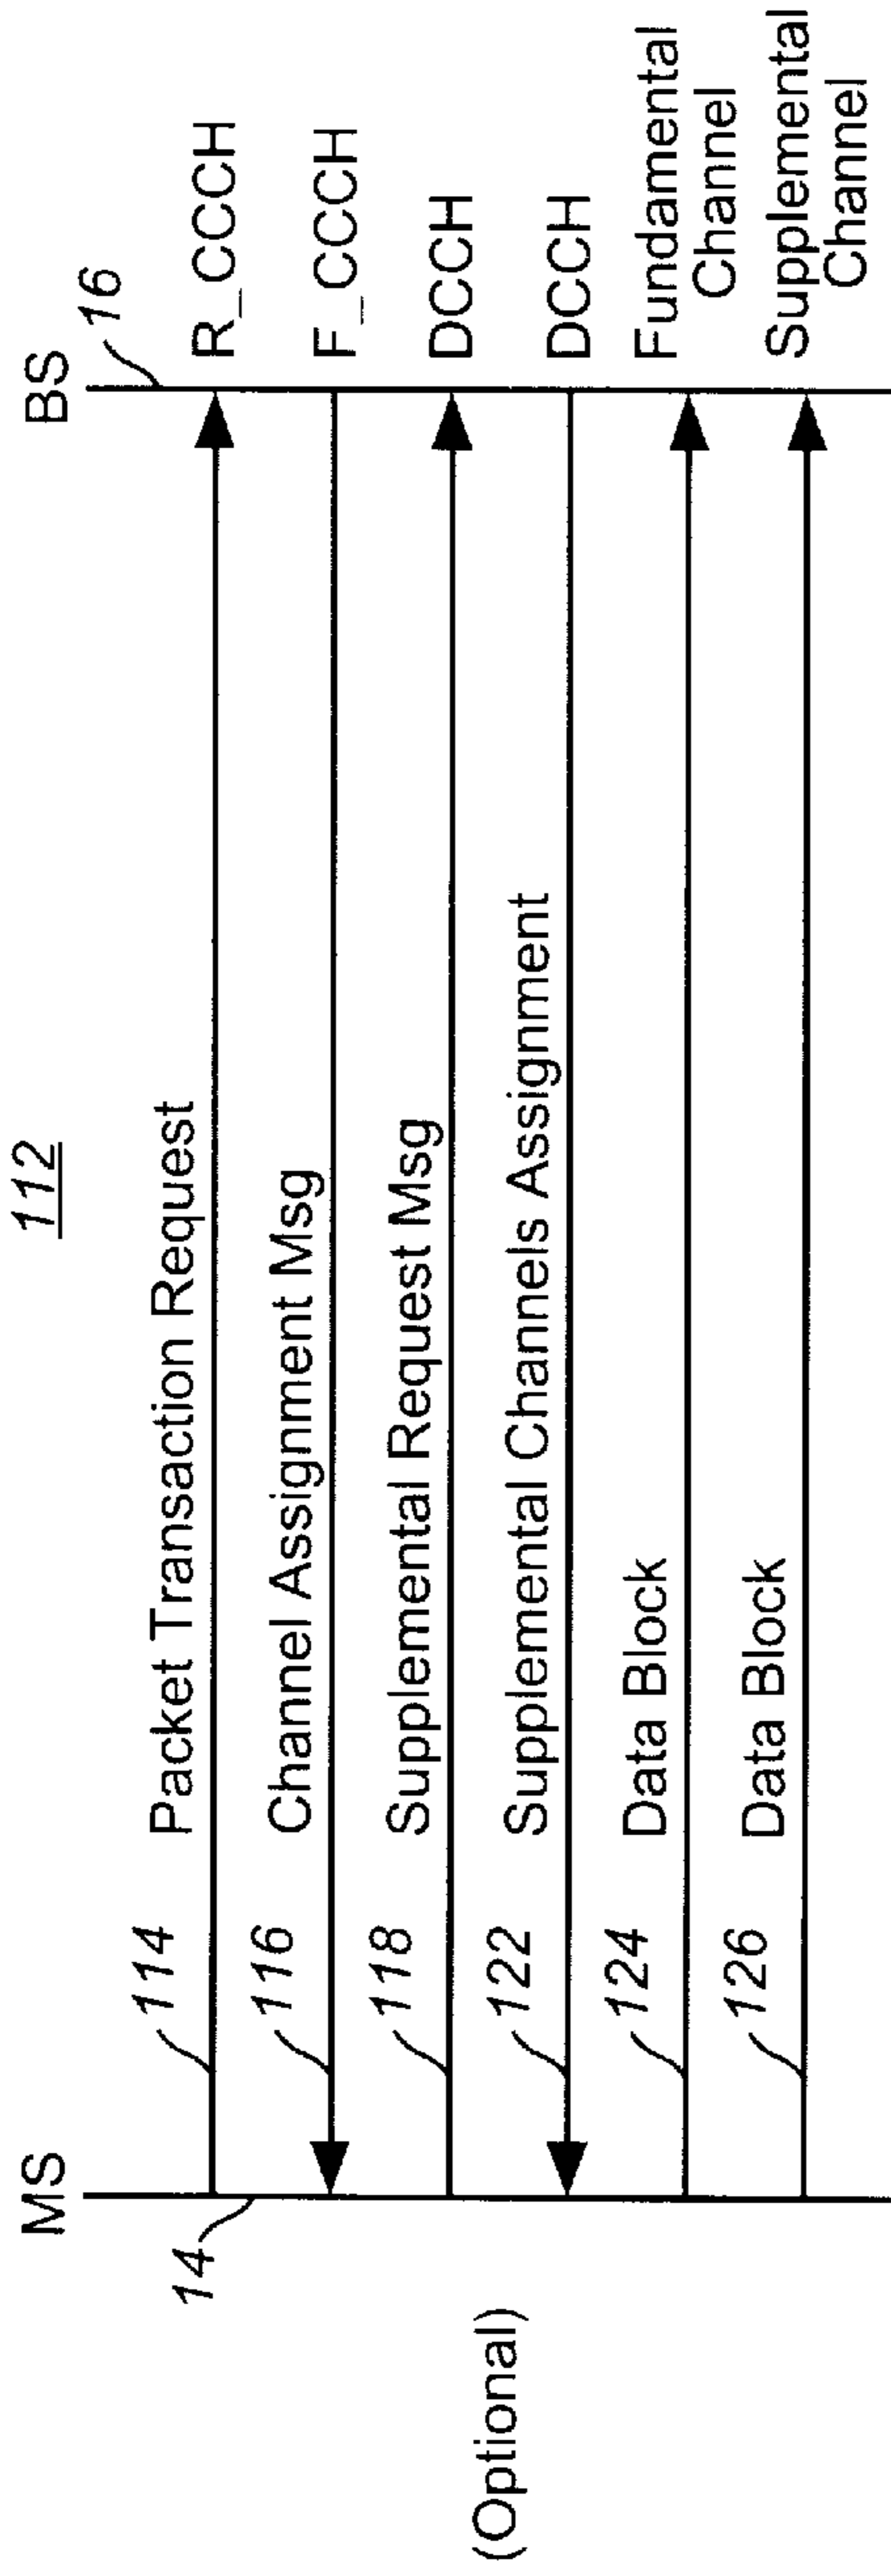 112
MS
BS
14
16
114
Packet Transaction Request
R_CCCH
116
Channel Assignment Msg
F_CCCH
118
Supplemental Request Msg
DCCH
(Optional)
122
Supplemental Channels Assignment
DCCH
124
Data Block
Fundamental
Channel
126
Data Block
Supplemental
Channel